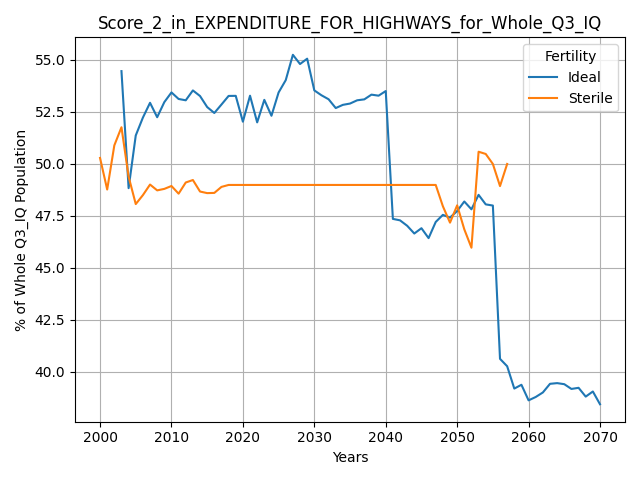 Score_2_in_EXPENDITURE_FOR_HIGHWAYS_for_Whole_Q3_IQ
Fertility
Ideal
Sterile
% of Whole Q3_IQ Population
55.0
52.5
50.0
47.5
45.0
42.5
40.0
2000 2010 2020 2030 2040 2050 2060 2070
Years